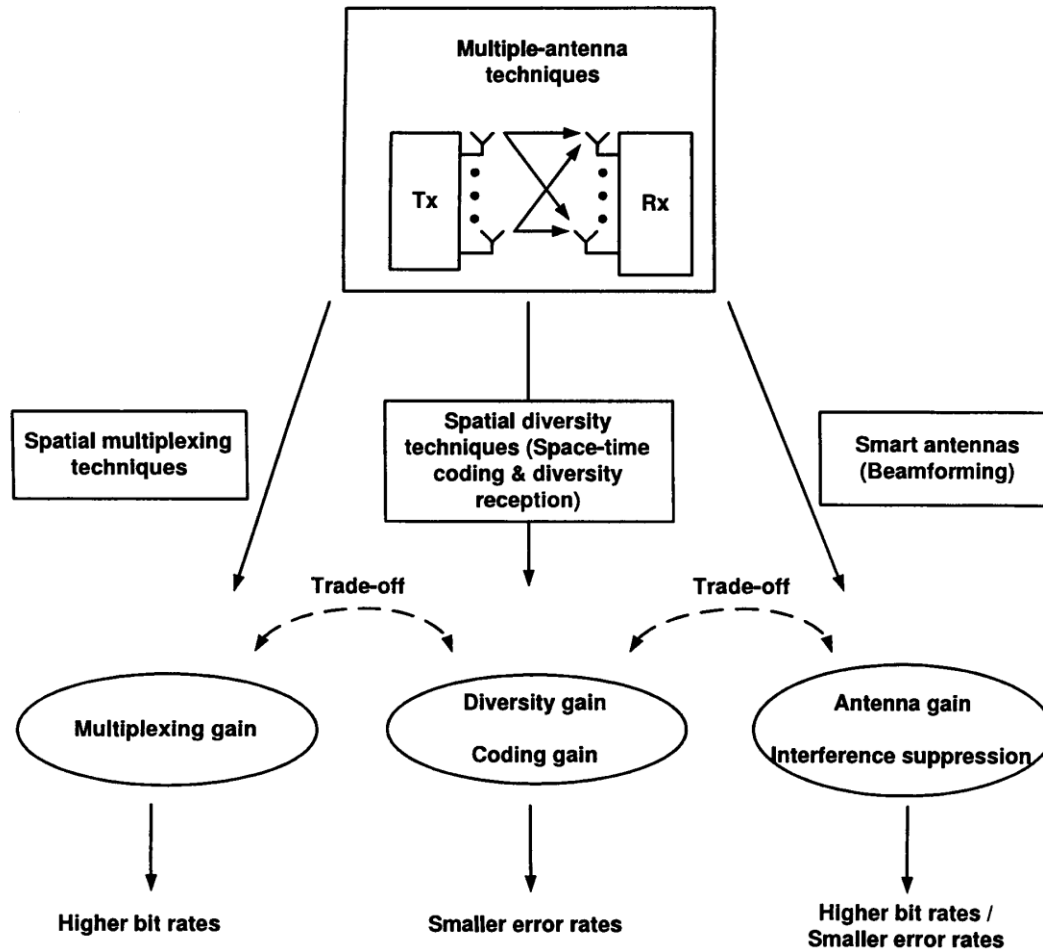 Multiple-antenna
techniques
Tx
Rx
Spatial multiplexing
techniques
Spatial diversity
techniques (Space-time
coding & diversity
reception)
Smart antennas
(Beamforming)
Trade-off
Trade-off
Multiplexing gain
Diversity gain
Coding gain
Antenna gain
Interference suppression
Higher bit rates
Smaller error rates
Higher bit rates /
Smaller error rates